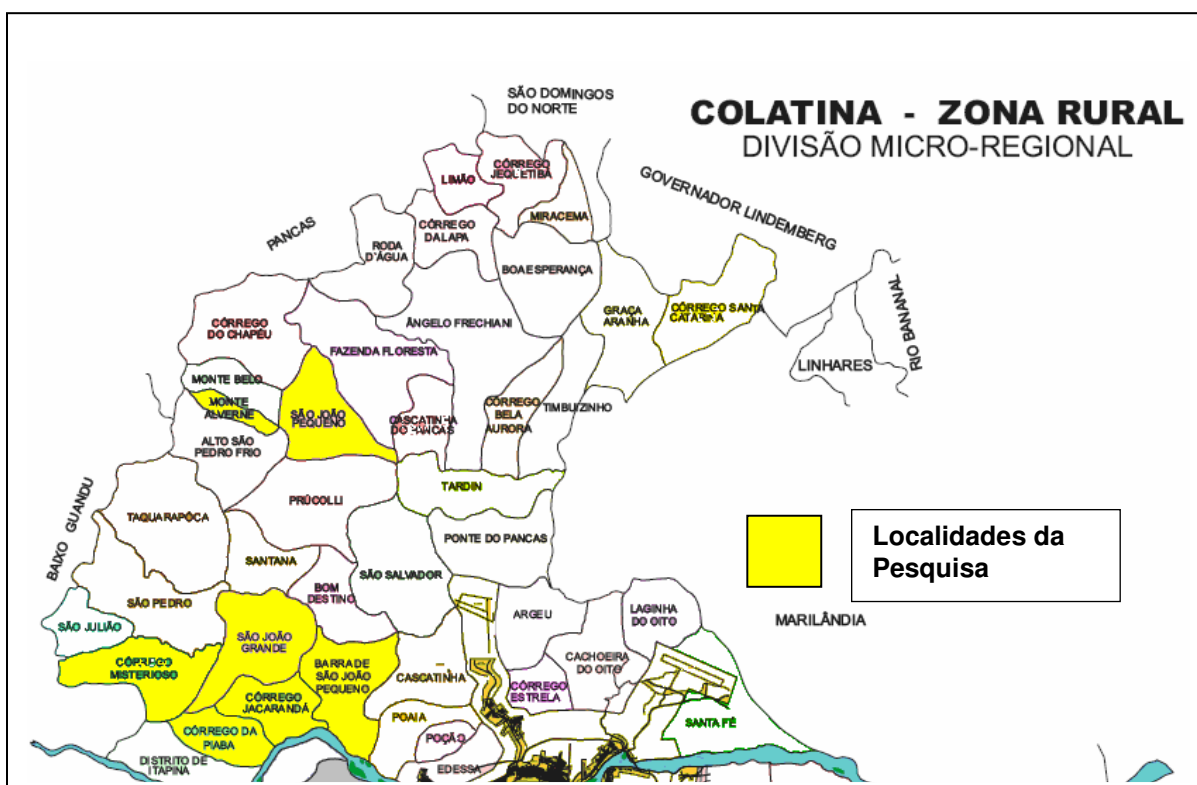 SÃO DOMINGOS
DO NORTE
COLATINA - ZONA RURAL
DIVISÃO MICRO-REGIONAL
GOVERNADOR LINDEMBERG
PANCAS
LIMÃO
CÓRREGO
JEQUETIBÁ
MIRACEMA
RODA
D'ÁGUA
CÓRREGO
DA LAPA
BOA ESPERANÇA
RIO BANANAL
CÓRREGO
DO CHAPÉU
ÂNGELO FRECHIANI
GRAÇA
ARANHA
CÓRREGO SANTA
CATARINA
FAZENDA FLORESTA
LINHARES
MONTE BELO
MONTE
ALVERNE
SÃO JOÃO
PEQUENO
CASCATINHA
DO PANCAS
CÓRREGO
BELA
AURORA
TIMBUIZINHO
ALTO SÃO
PEDRO FRIO
TARDIN
PRÚCOLLI
BAIXO GUANDU
TAQUARAPÓCA
PONTE DO PANCAS
Localidades da
Pesquisa
SANTANA
SÃO SALVADOR
BOM
DESTINO
SÃO PEDRO
ARGEU
LAGINHA
DO OITO
MARILÂNDIA
SÃO JULIÃO
SÃO JOÃO
GRANDE
CÓRREGO
MISTERIOSO
BARRA DE
SÃO JOÃO
PEQUENO
CASCATINHA
CACHOEIRA
DO OITO
CÓRREGO
ESTRELA
CÓRREGO
JACARANDÁ
POAIA
SANTA FÉ
CÓRREGO DA
PIABA
POÇÃO
DISTRITO DE
ITAPINA
EDESSA